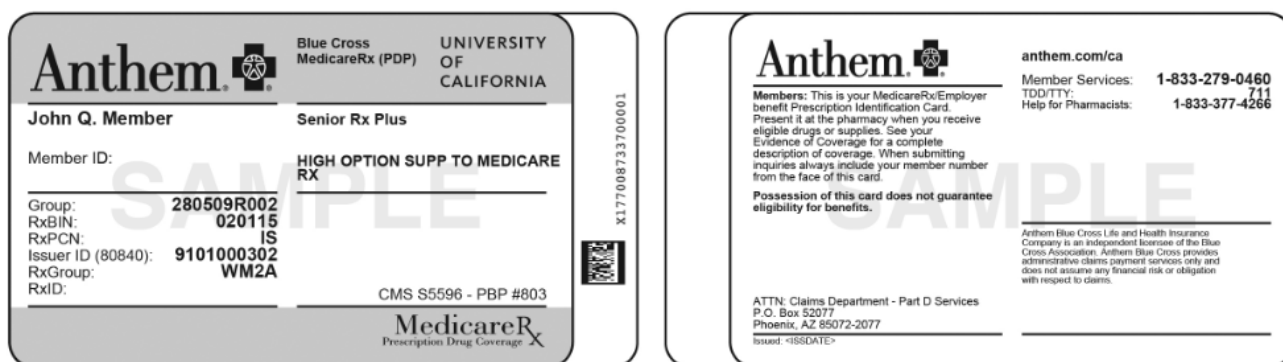 Anthem
Blue Cross
MedicareRx (PDP)
UNIVERSITY
OF
CALIFORNIA
John Q. Member
Senior Rx Plus
Member ID:
HIGH OPTION SUPP TO MEDICARE
RX
SAMPLE
Group: 280509R002
RxBIN: 020115
RxPCN: IS
Issuer ID (80840): 9101000302
RxGroup: WM2A
RxID:
CMS S5596 - PBP #803
MedicareRx
Prescription Drug Coverage
X17700873370 0001
Anthem
Members: This is your MedicareRx/Employer
benefit Prescription Identification Card.
Present it at the pharmacy when you receive
eligible drugs or supplies. See your
Evidence of Coverage for a complete
description of coverage. When submitting
inquiries always include your member number
from the face of this card.
Possession of this card does not guarantee
eligibility for benefits.
SAMPLE
ATTN: Claims Department - Part D Services
P.O. Box 52077
Phoenix, AZ 85072-2077
Issued: <ISSDATE>
anthem.com/ca
Member Services: 1-833-279-0460
TDD/TTY: 711
Help for Pharmacists: 1-833-377-4266
Anthem Blue Cross Life and Health Insurance
Company is an independent licensee of the Blue
Cross Association. Anthem Blue Cross provides
administrative claims payment services only and
does not assume any financial risk or obligation
with respect to claims.